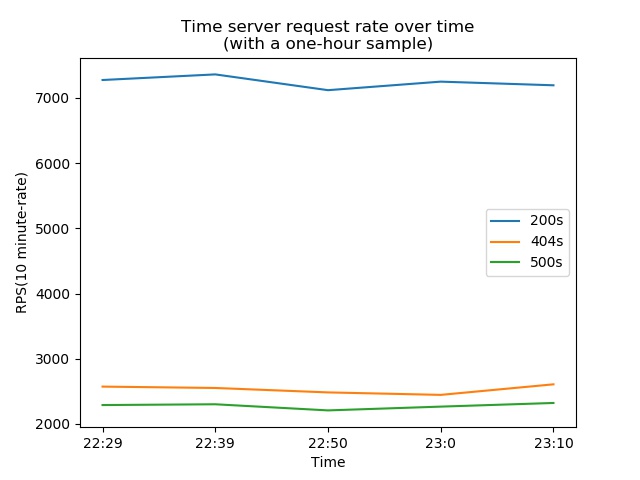 Time server request rate over time
(with a one-hour sample)
RPS(10 minute-rate)
7000
6000
5000
4000
3000
2000
200s
404s
500s
22:29 22:39 22:50 23:0 23:10
Time